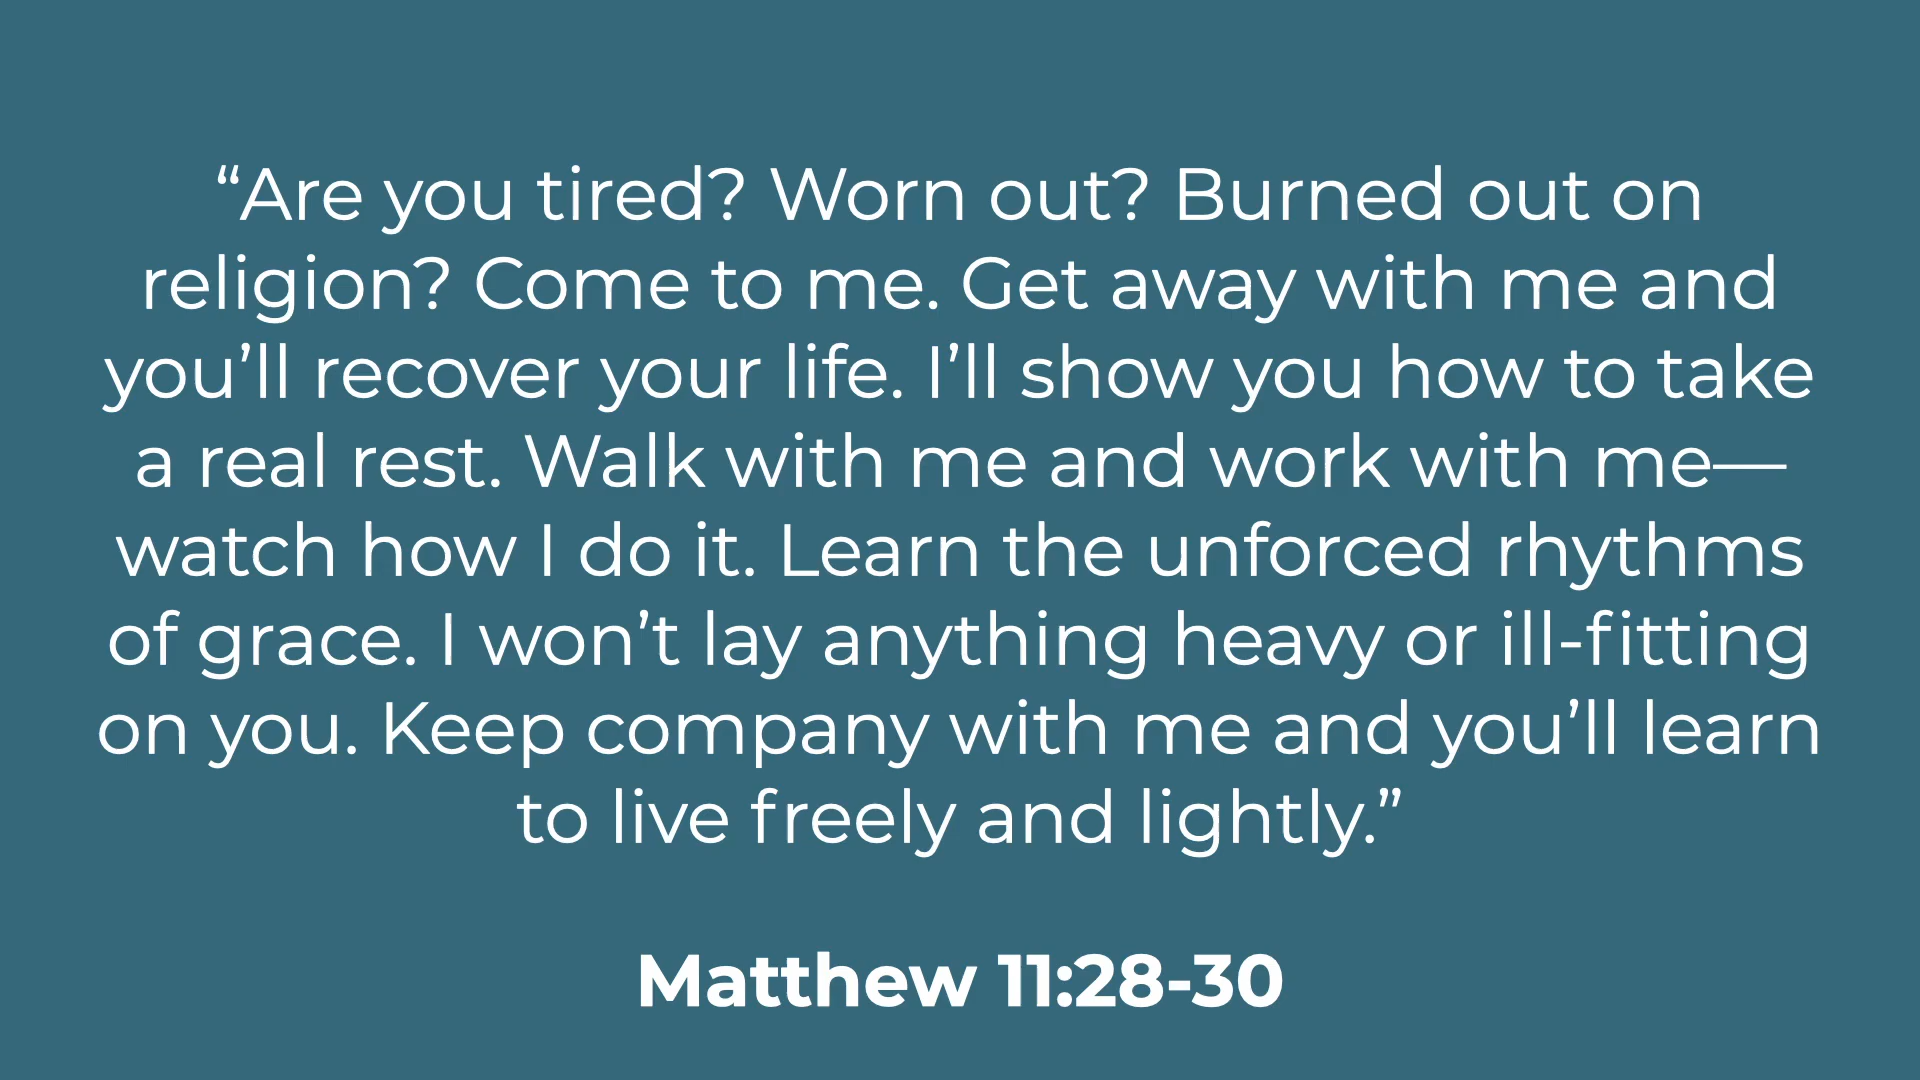 “Are you tired? Worn out? Burned out on
religion? Come to me. Get away with me and
you’ll recover your life. I’ll show you how to take
a real rest. Walk with me and work with me—
watch how I do it. Learn the unforced rhythms
of grace. I won’t lay anything heavy or ill-fitting
on you. Keep company with me and you’ll learn
to live freely and lightly.”
Matthew 11:28-30